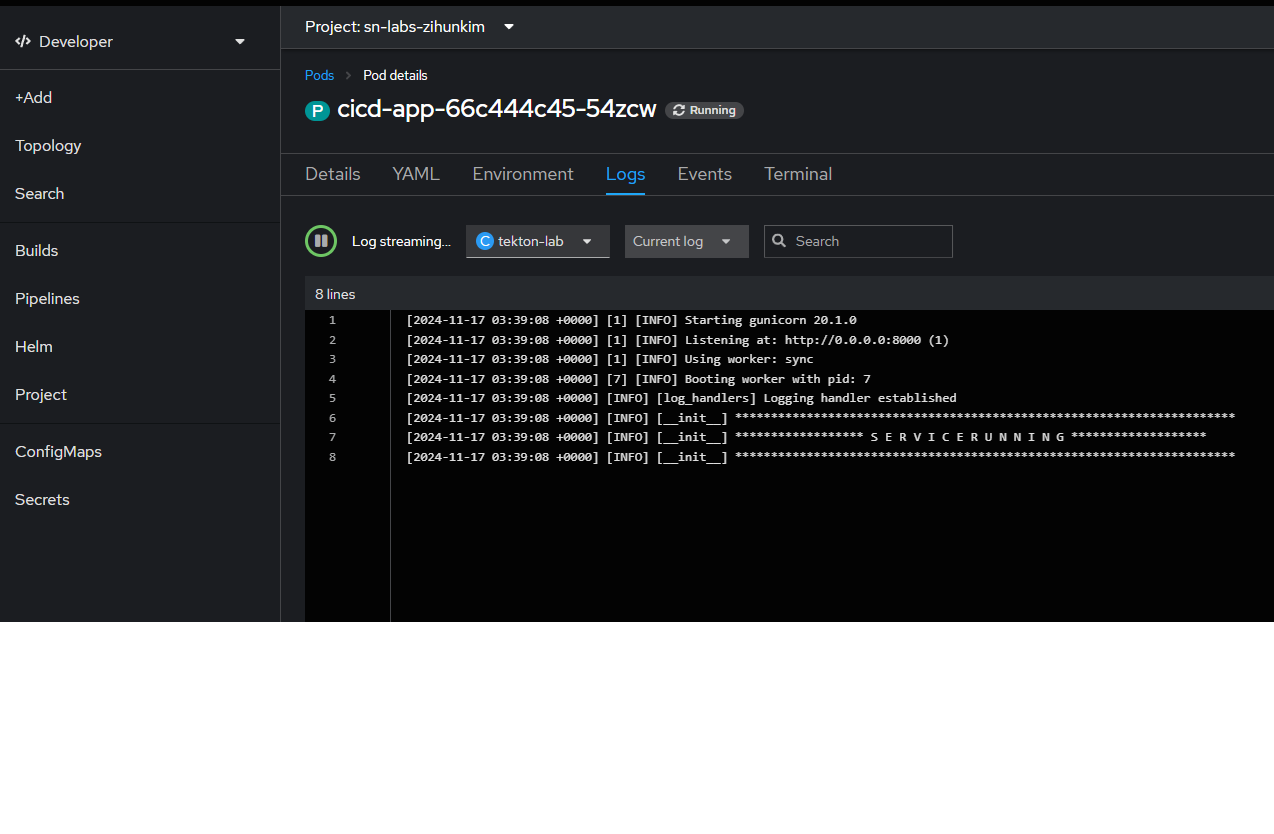 Developer
+Add
Topology
Search
Builds
Pipelines
Helm
Project
ConfigMaps
Secrets
Project: sn-labs-zihunkim
Pods > Pod details
P cicd-app-66c444c45-54zcw Running
Details YAML Environment Logs Events Terminal
Log streaming... C tekton-lab Current log Search
8 lines
1 [2024-11-17 03:39:08 +0000] [1] [INFO] Starting gunicorn 20.1.0
2 [2024-11-17 03:39:08 +0000] [1] [INFO] Listening at: http://0.0.0.0:8000 (1)
3 [2024-11-17 03:39:08 +0000] [1] [INFO] Using worker: sync
4 [2024-11-17 03:39:08 +0000] [7] [INFO] Booting worker with pid: 7
5 [2024-11-17 03:39:08 +0000] [INFO] [log_handlers] Logging handler established
6 [2024-11-17 03:39:08 +0000] [INFO] [__init__] **********************************************************************
7 [2024-11-17 03:39:08 +0000] [INFO] [__init__] ****************** S E R V I C E R U N N I N G *******************
8 [2024-11-17 03:39:08 +0000] [INFO] [__init__] **********************************************************************